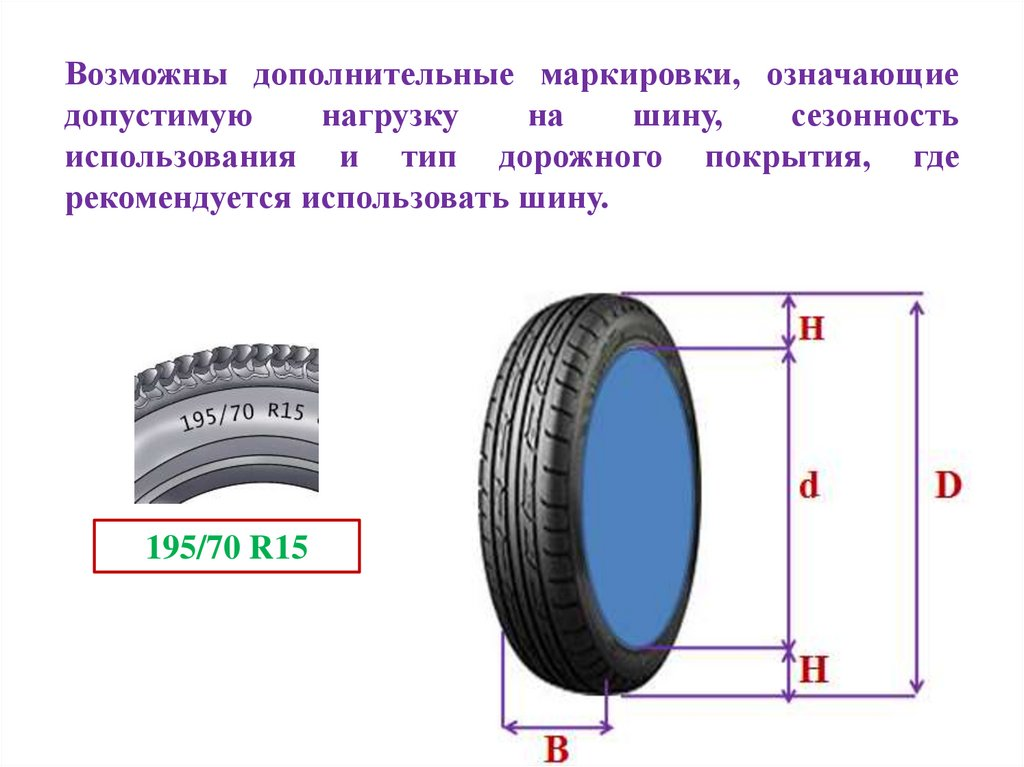 Возможны дополнительные маркировки, означающие
допустимую нагрузку на шину, сезонность
использования и тип дорожного покрытия, где
рекомендуется использовать шину.
195/70 R15
195/70 R15
H
d
D
H
B